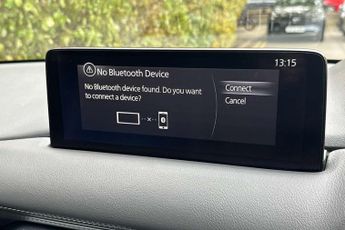 No Bluetooth Device
13:15
No Bluetooth device found. Do you want
to connect a device?
Connect
Cancel